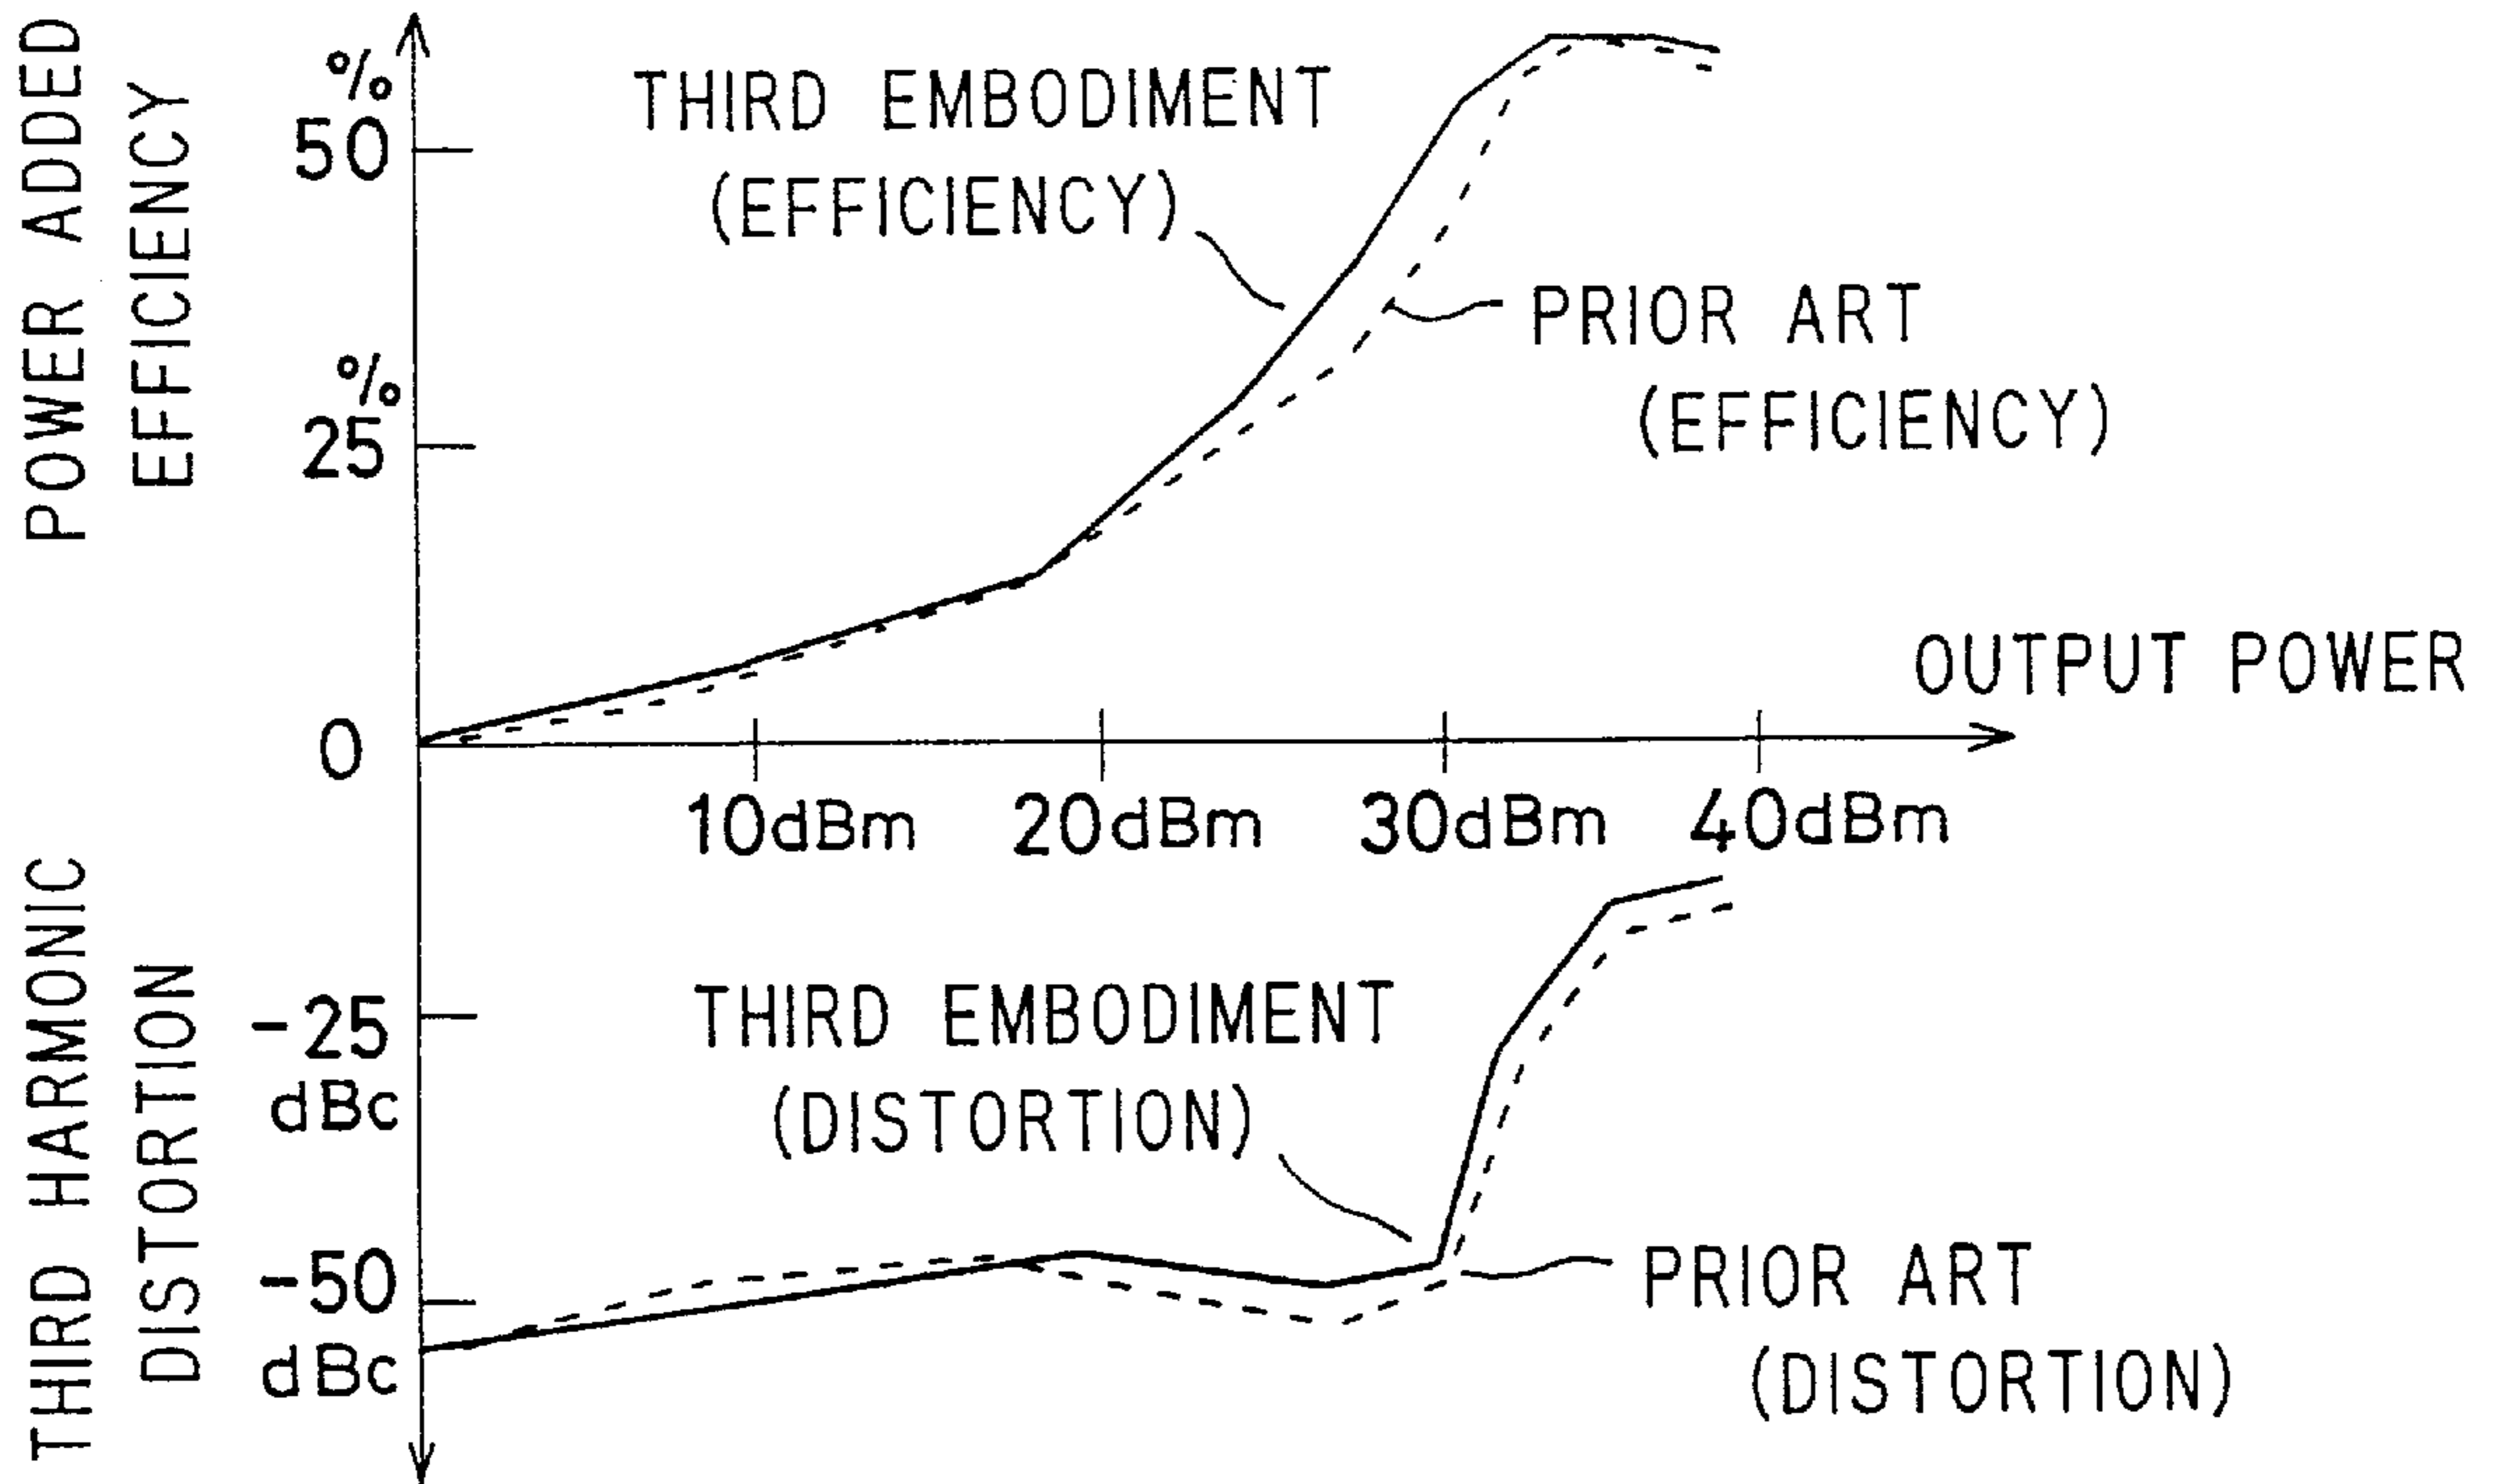 POWER ADDED
EFFICIENCY
%
50
THIRD EMBODIMENT
(EFFICIENCY)
PRIOR ART
(EFFICIENCY)
%
25
0
OUTPUT POWER
10dBm
20dBm
30dBm
40dBm
THIRD HARMONIC
DISTORTION
-25
dBc
THIRD EMBODIMENT
(DISTORTION)
-50
dBc
PRIOR ART
(DISTORTION)